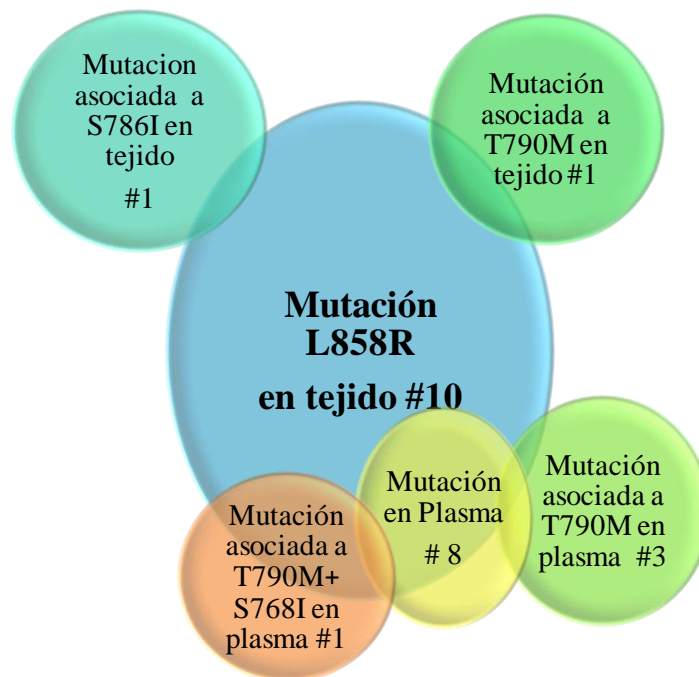 Mutacion
asociada a
S786I en
tejido
#1
Mutación
asociada a
T790M en
tejido #1
Mutación
L858R
en tejido #10
Mutación
asociada a
T790M+
S768I en
plasma #1
Mutación
en Plasma
# 8
Mutación
asociada a
T790M en
plasma #3